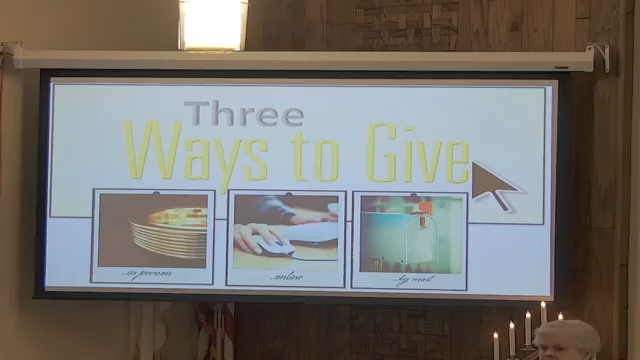 Three
Ways to Give
...in person
...online
...by mail